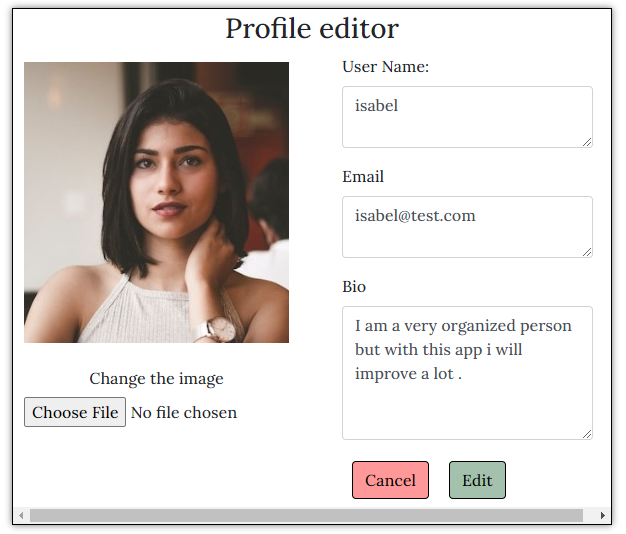 Profile editor
User Name:
isabel
Email
isabel@test.com
Bio
I am a very organized person
but with this app i will
improve a lot .
Change the image
Choose File No file chosen
Cancel Edit